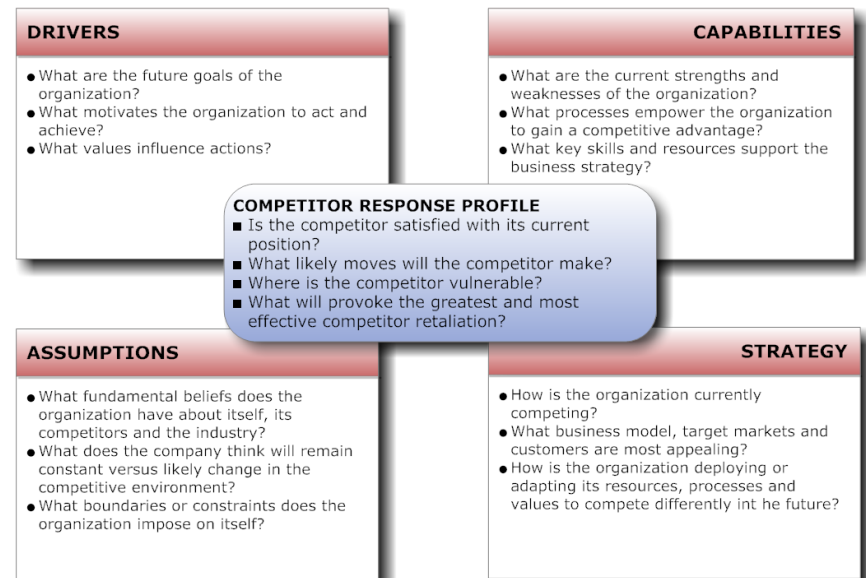 DRIVERS
● What are the future goals of the
organization?
● What motivates the organization to act and
achieve?
● What values influence actions?
CAPABILITIES
● What are the current strengths and
weaknesses of the organization?
● What processes empower the organization
to gain a competitive advantage?
● What key skills and resources support the
business strategy?
COMPETITOR RESPONSE PROFILE
■ Is the competitor satisfied with its current
position?
■ What likely moves will the competitor make?
■ Where is the competitor vulnerable?
■ What will provoke the greatest and most
effective competitor retaliation?
ASSUMPTIONS
● What fundamental beliefs does the
organization have about itself, its
competitors and the industry?
● What does the company think will remain
constant versus likely change in the
competitive environment?
● What boundaries or constraints does the
organization impose on itself?
STRATEGY
● How is the organization currently
competing?
● What business model, target markets and
customers are most appealing?
● How is the organization deploying or
adapting its resources, processes and
values to compete differently int he future?